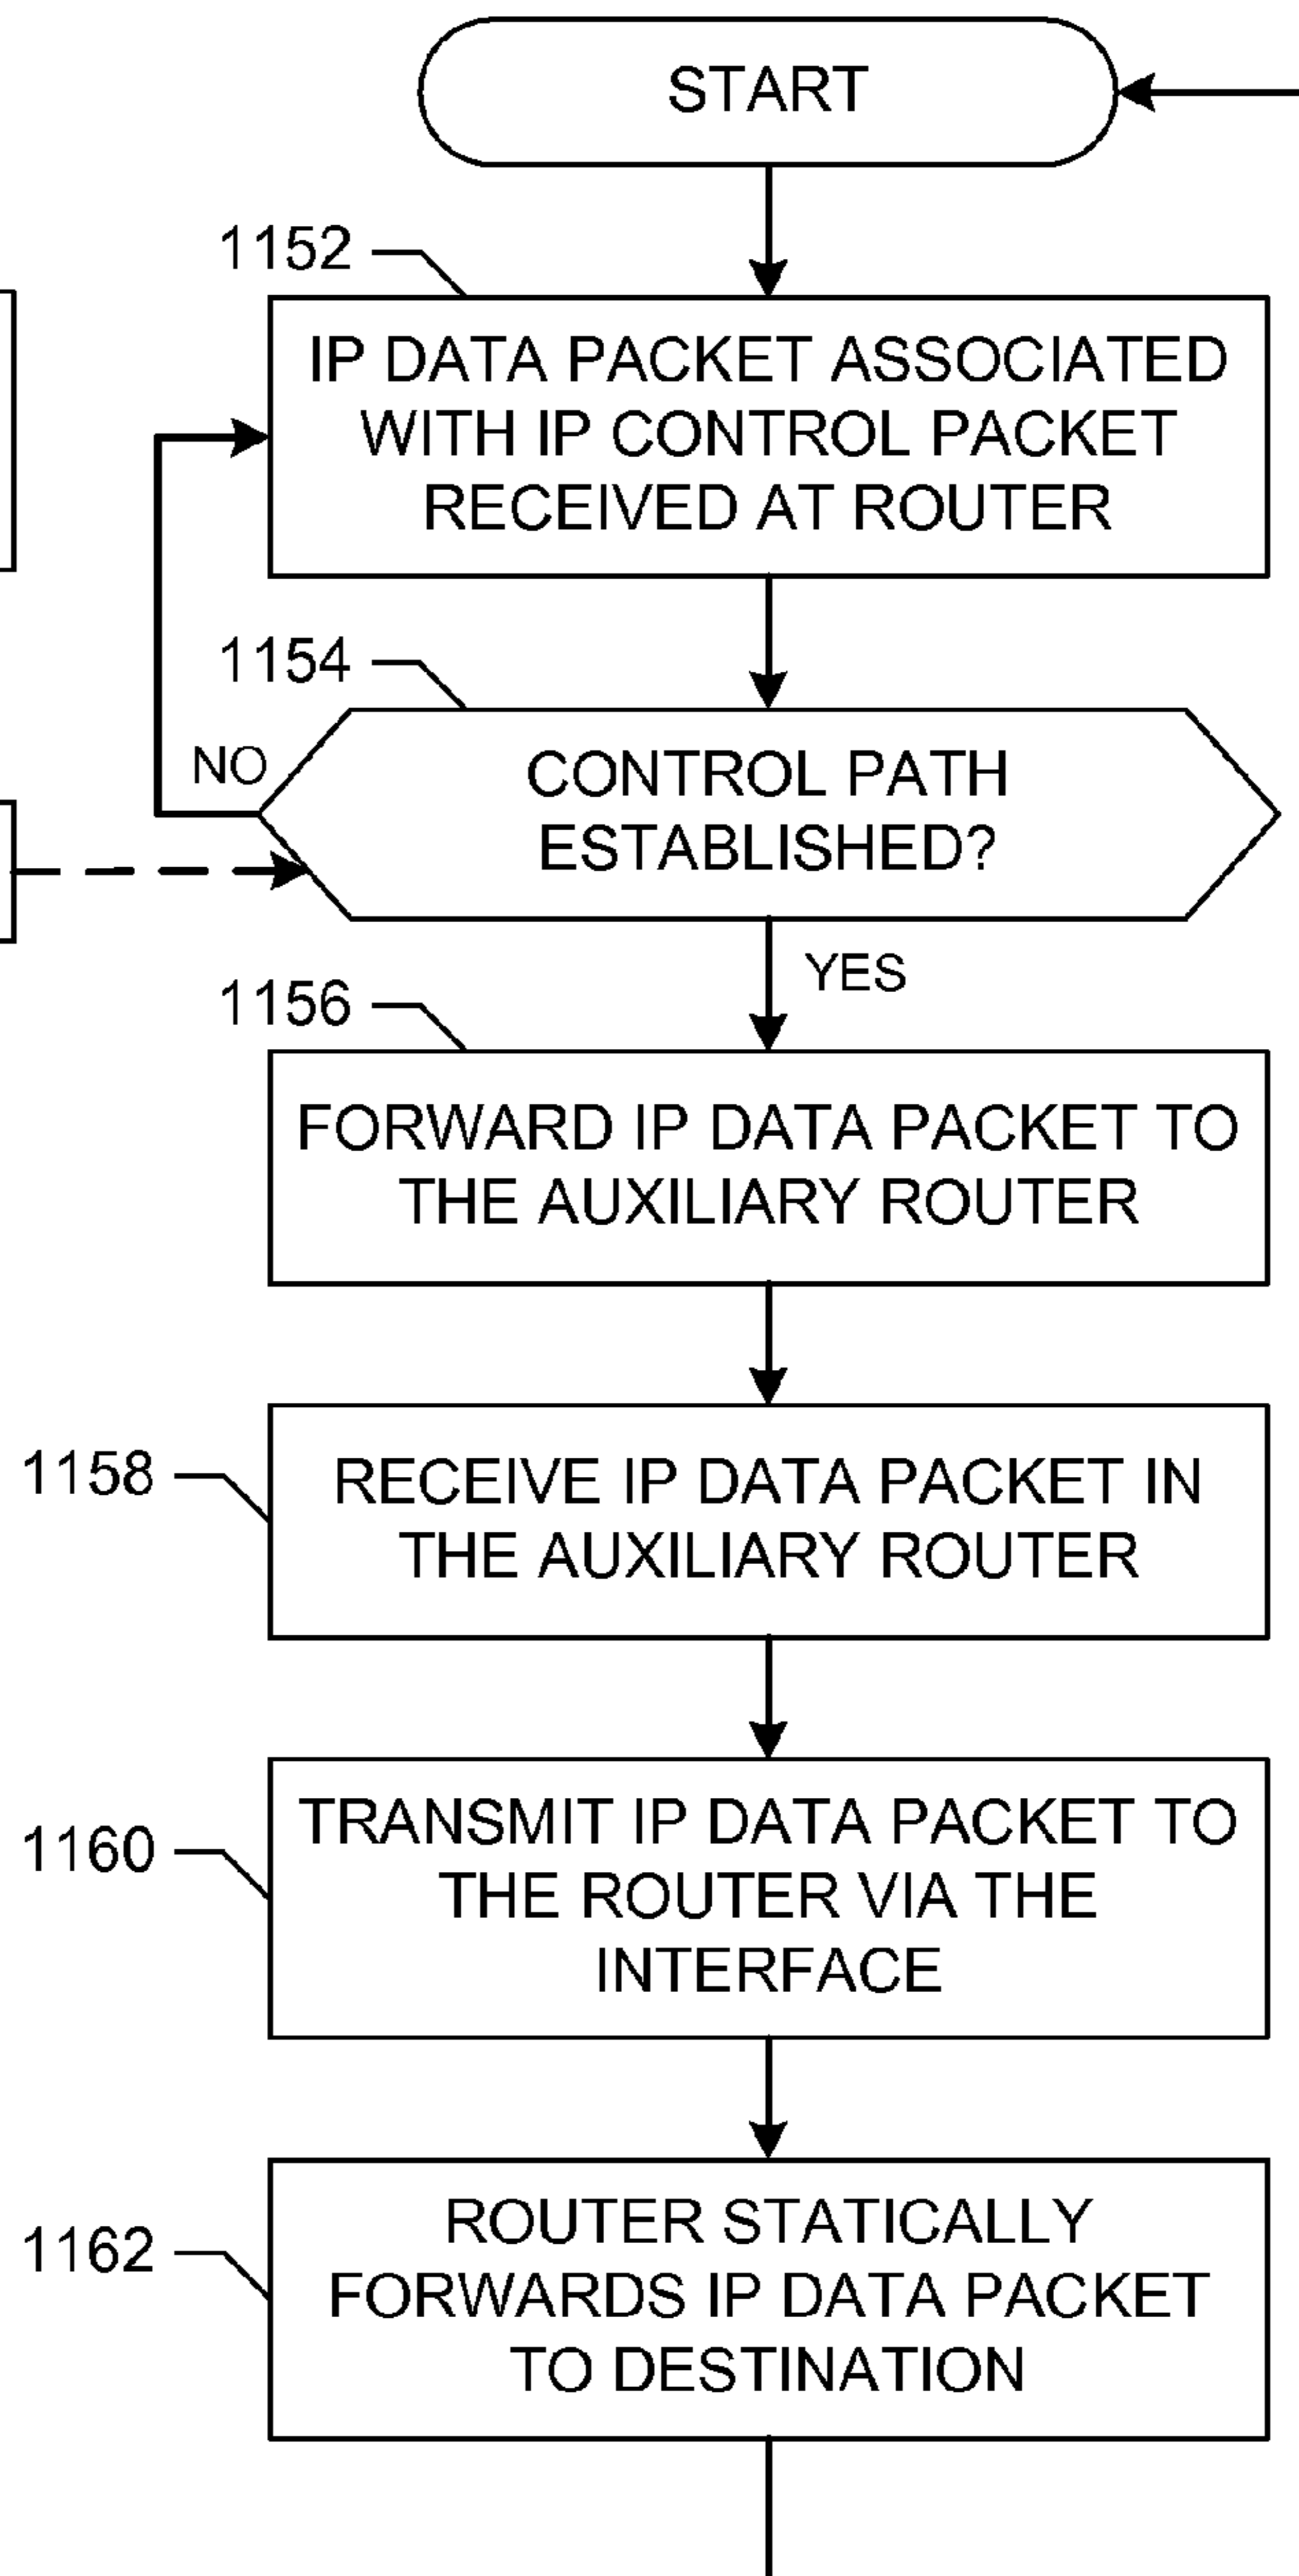 START
1152
IP DATA PACKET ASSOCIATED
WITH IP CONTROL PACKET
RECEIVED AT ROUTER
1154
NO
CONTROL PATH
ESTABLISHED?
YES
1156
FORWARD IP DATA PACKET TO
THE AUXILIARY ROUTER
1158
RECEIVE IP DATA PACKET IN
THE AUXILIARY ROUTER
1160
TRANSMIT IP DATA PACKET TO
THE ROUTER VIA THE
INTERFACE
1162
ROUTER STATICALLY
FORWARDS IP DATA PACKET
TO DESTINATION